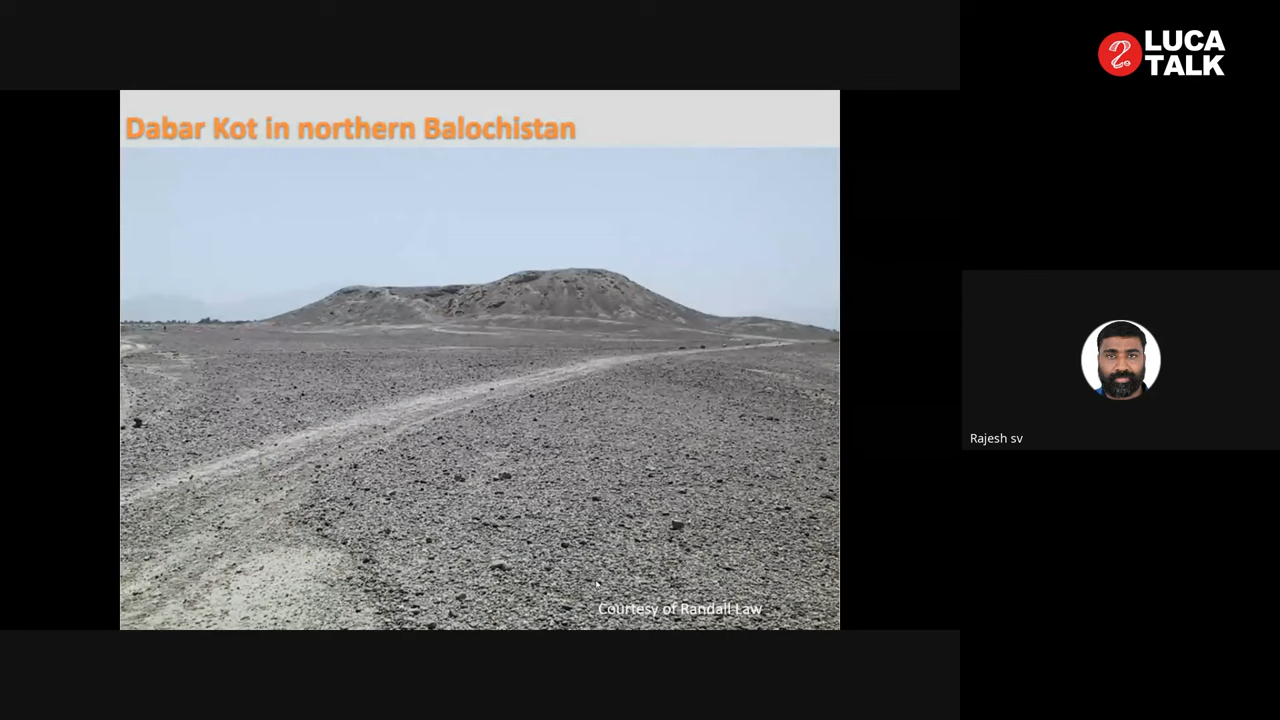 LUCA
TALK
Dabar Kot in northern Balochistan
Rajesh sv
Courtesy of Randall Law